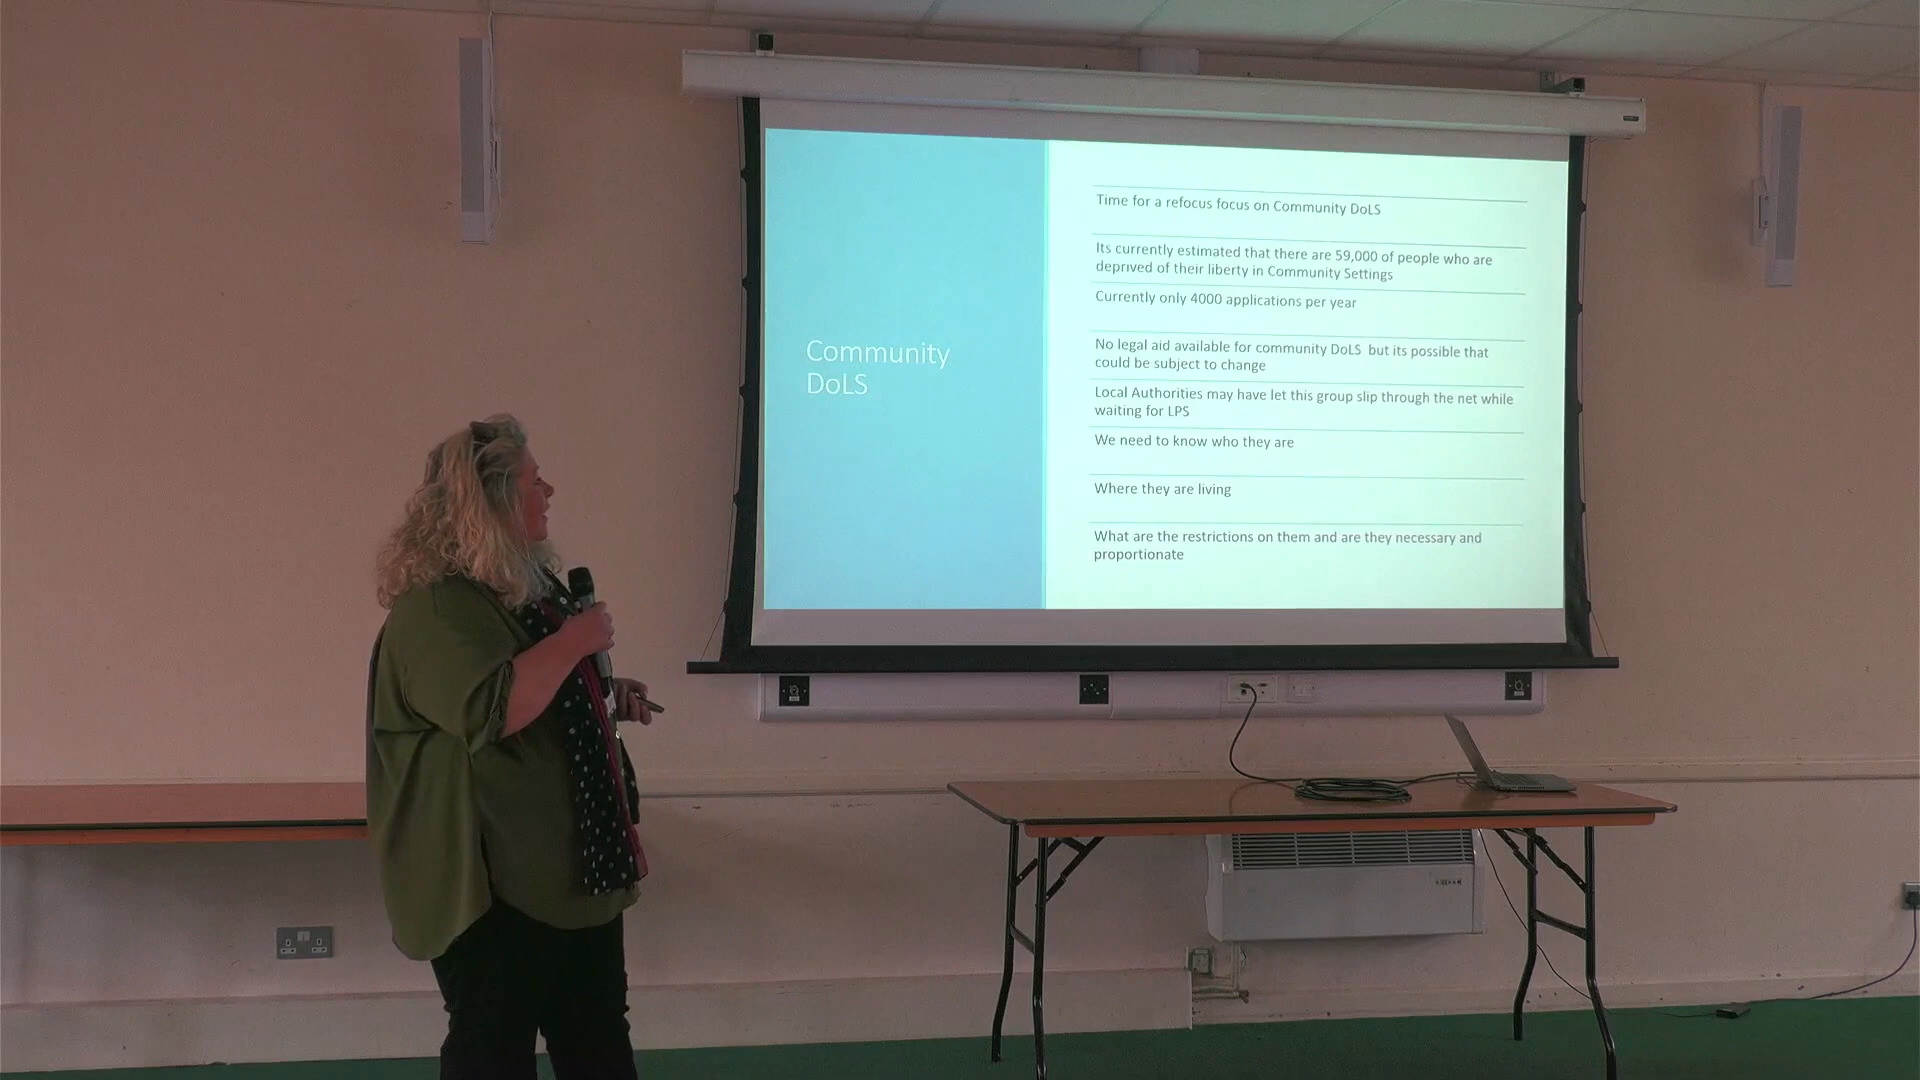 Community
DoLS
Time for a refocus focus on Community DoLS
Its currently estimated that there are 59,000 of people who are
deprived of their liberty in Community Settings
Currently only 4000 applications per year
No legal aid available for community DoLS but its possible that
could be subject to change
Local Authorities may have let this group slip through the net while
waiting for LPS
We need to know who they are
Where they are living
What are the restrictions on them and are they necessary and
proportionate